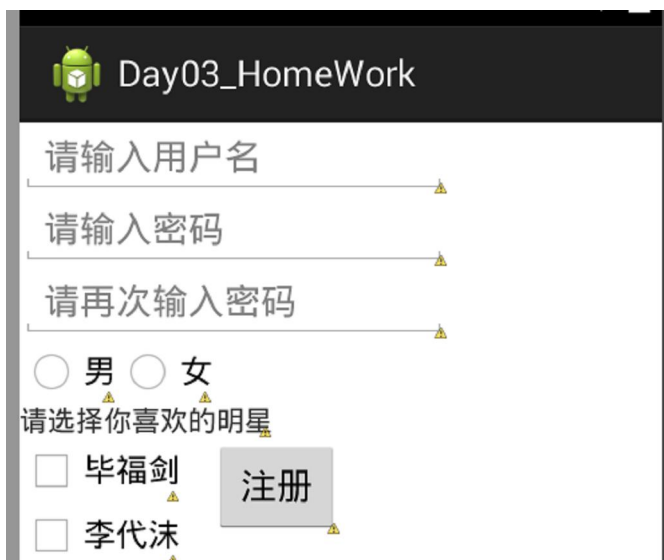 Day03_HomeWork
请输入用户名
请输入密码
请再次输入密码
男 女
请选择你喜欢的明星
毕福剑
注册
李代沫